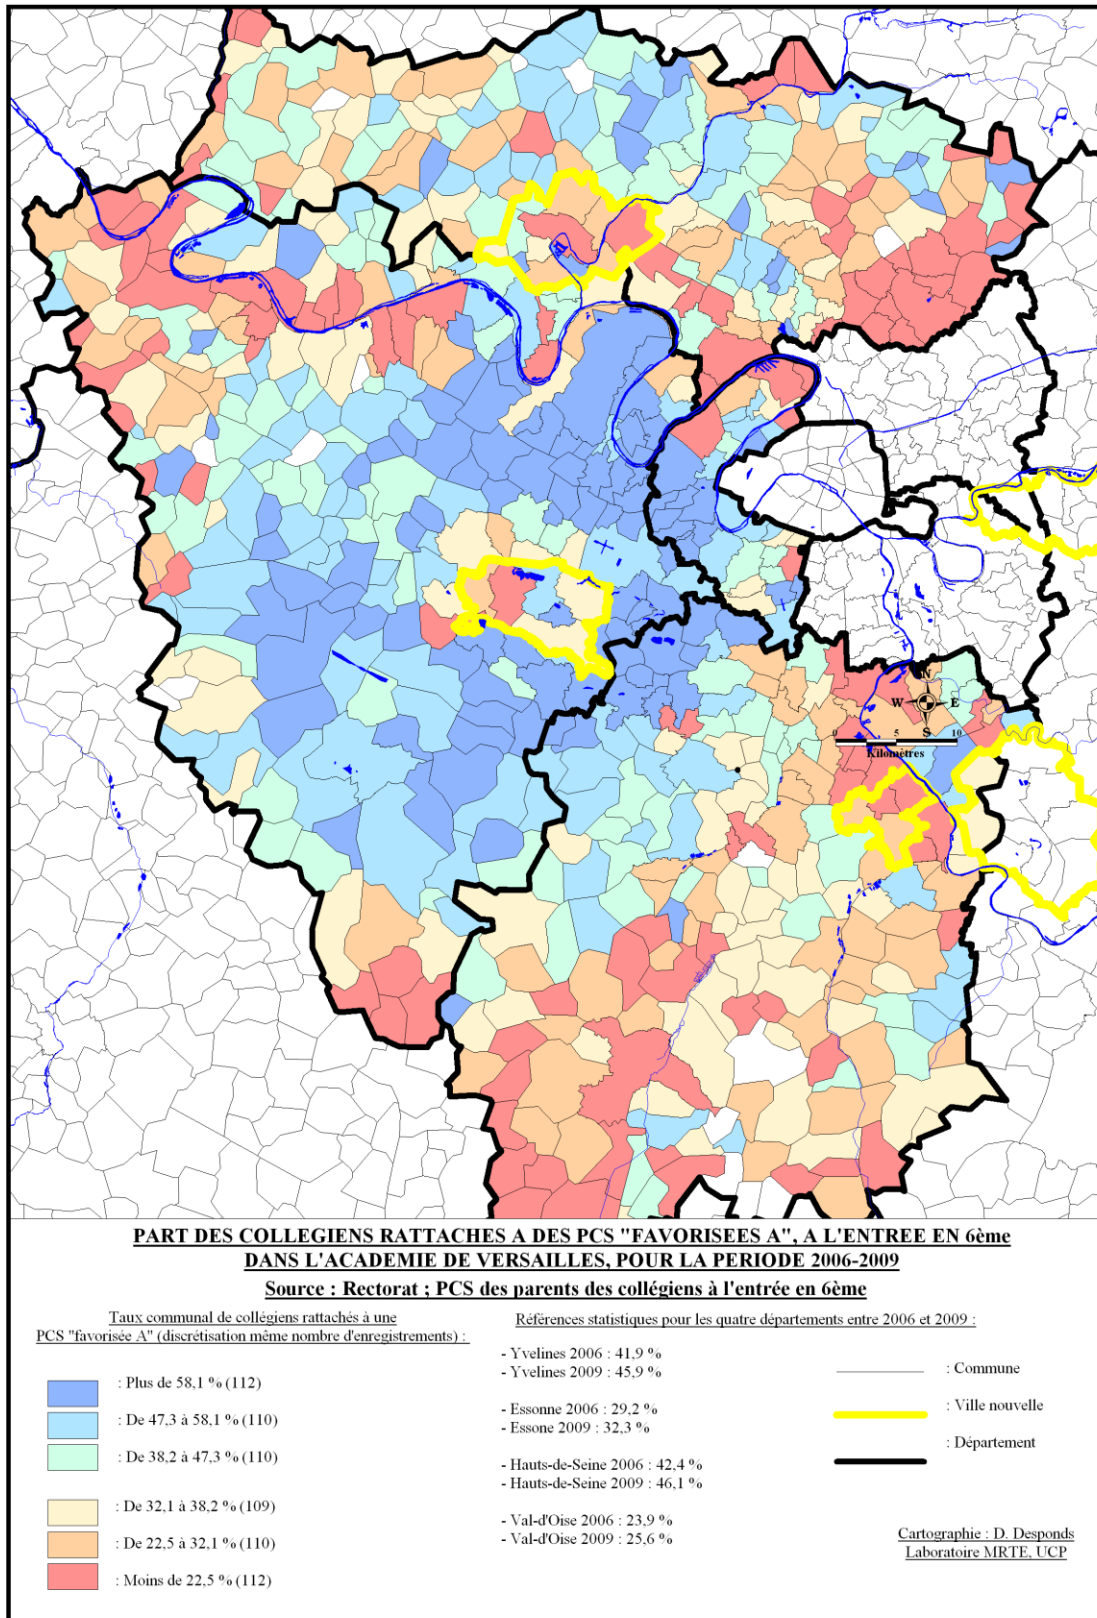 N
W
E
S
0 5 10
Kilomètres
PART DES COLLEGIENS RATTACHES A DES PCS "FAVORISEES A", A L'ENTREE EN 6ème
DANS L'ACADEMIE DE VERSAILLES, POUR LA PERIODE 2006-2009
Source : Rectorat ; PCS des parents des collégiens à l'entrée en 6ème
Taux communal de collégiens rattachés à une
PCS "favorisée A" (discrétisation même nombre d'enregistrements) :
: Plus de 58,1 % (112)
: De 47,3 à 58,1 % (110)
: De 38,2 à 47,3 % (110)
: De 32,1 à 38,2 % (109)
: De 22,5 à 32,1 % (110)
: Moins de 22,5 % (112)
Références statistiques pour les quatre départements entre 2006 et 2009 :
- Yvelines 2006 : 41,9 %
- Yvelines 2009 : 45,9 %
- Essonne 2006 : 29,2 %
- Essone 2009 : 32,3 %
- Hauts-de-Seine 2006 : 42,4 %
- Hauts-de-Seine 2009 : 46,1 %
- Val-d'Oise 2006 : 23,9 %
- Val-d'Oise 2009 : 25,6 %
: Commune
: Ville nouvelle
: Département
Cartographie : D. Desponds
Laboratoire MRTE, UCP